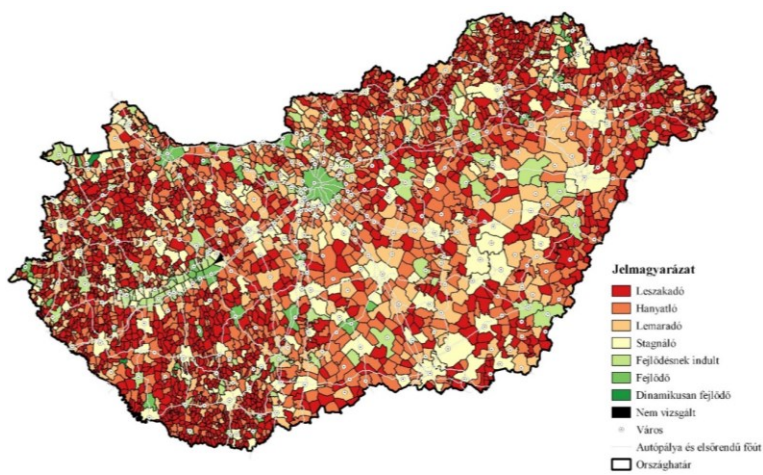 Jelmagyarázat
Leszakadó
Hanyatló
Lemaradó
Stagnáló
Fejlődésnek indult
Fejlődő
Dinamikusan fejlődő
Nem vizsgált
Város
Autópálya és elsőrendű főút
Országhatár